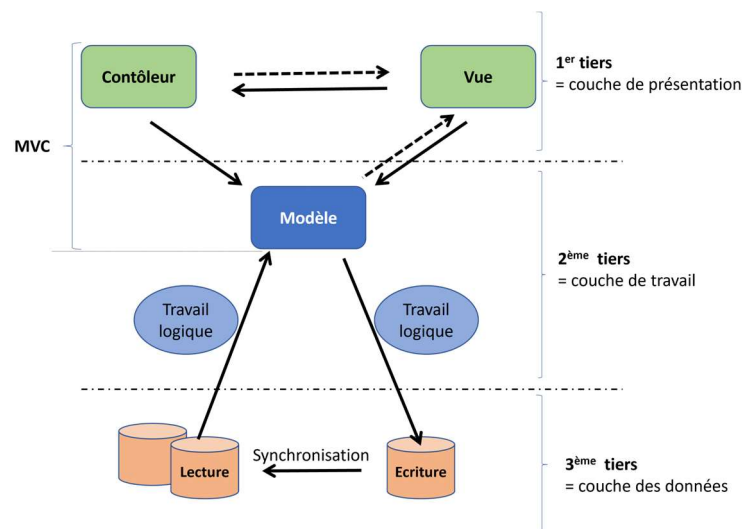 Contôleur
Vue
1er tiers
= couche de présentation
MVC
Modèle
2ème tiers
= couche de travail
Travail
logique
Travail
logique
Lecture
Synchronisation
Ecriture
3ème tiers
= couche des données